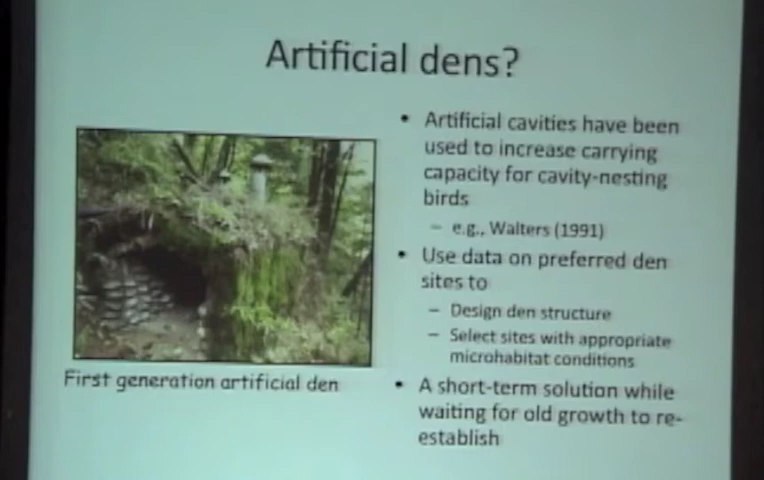 Artificial dens?
• Artificial cavities have been
used to increase carrying
capacity for cavity-nesting
birds
– e.g., Walters (1991)
• Use data on preferred den
sites to
– Design den structure
– Select sites with appropriate
microhabitat conditions
• A short-term solution while
waiting for old growth to re-
establish
First generation artificial den